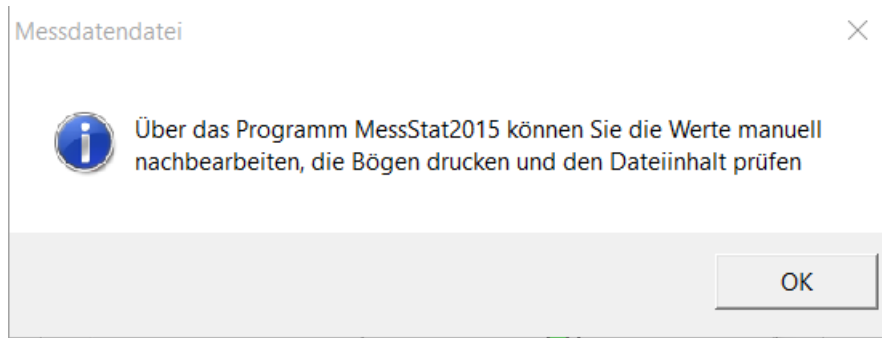 Messdatendatei
Über das Programm MessStat2015 können Sie die Werte manuell
nachbearbeiten, die Bögen drucken und den Dateiinhalt prüfen
OK